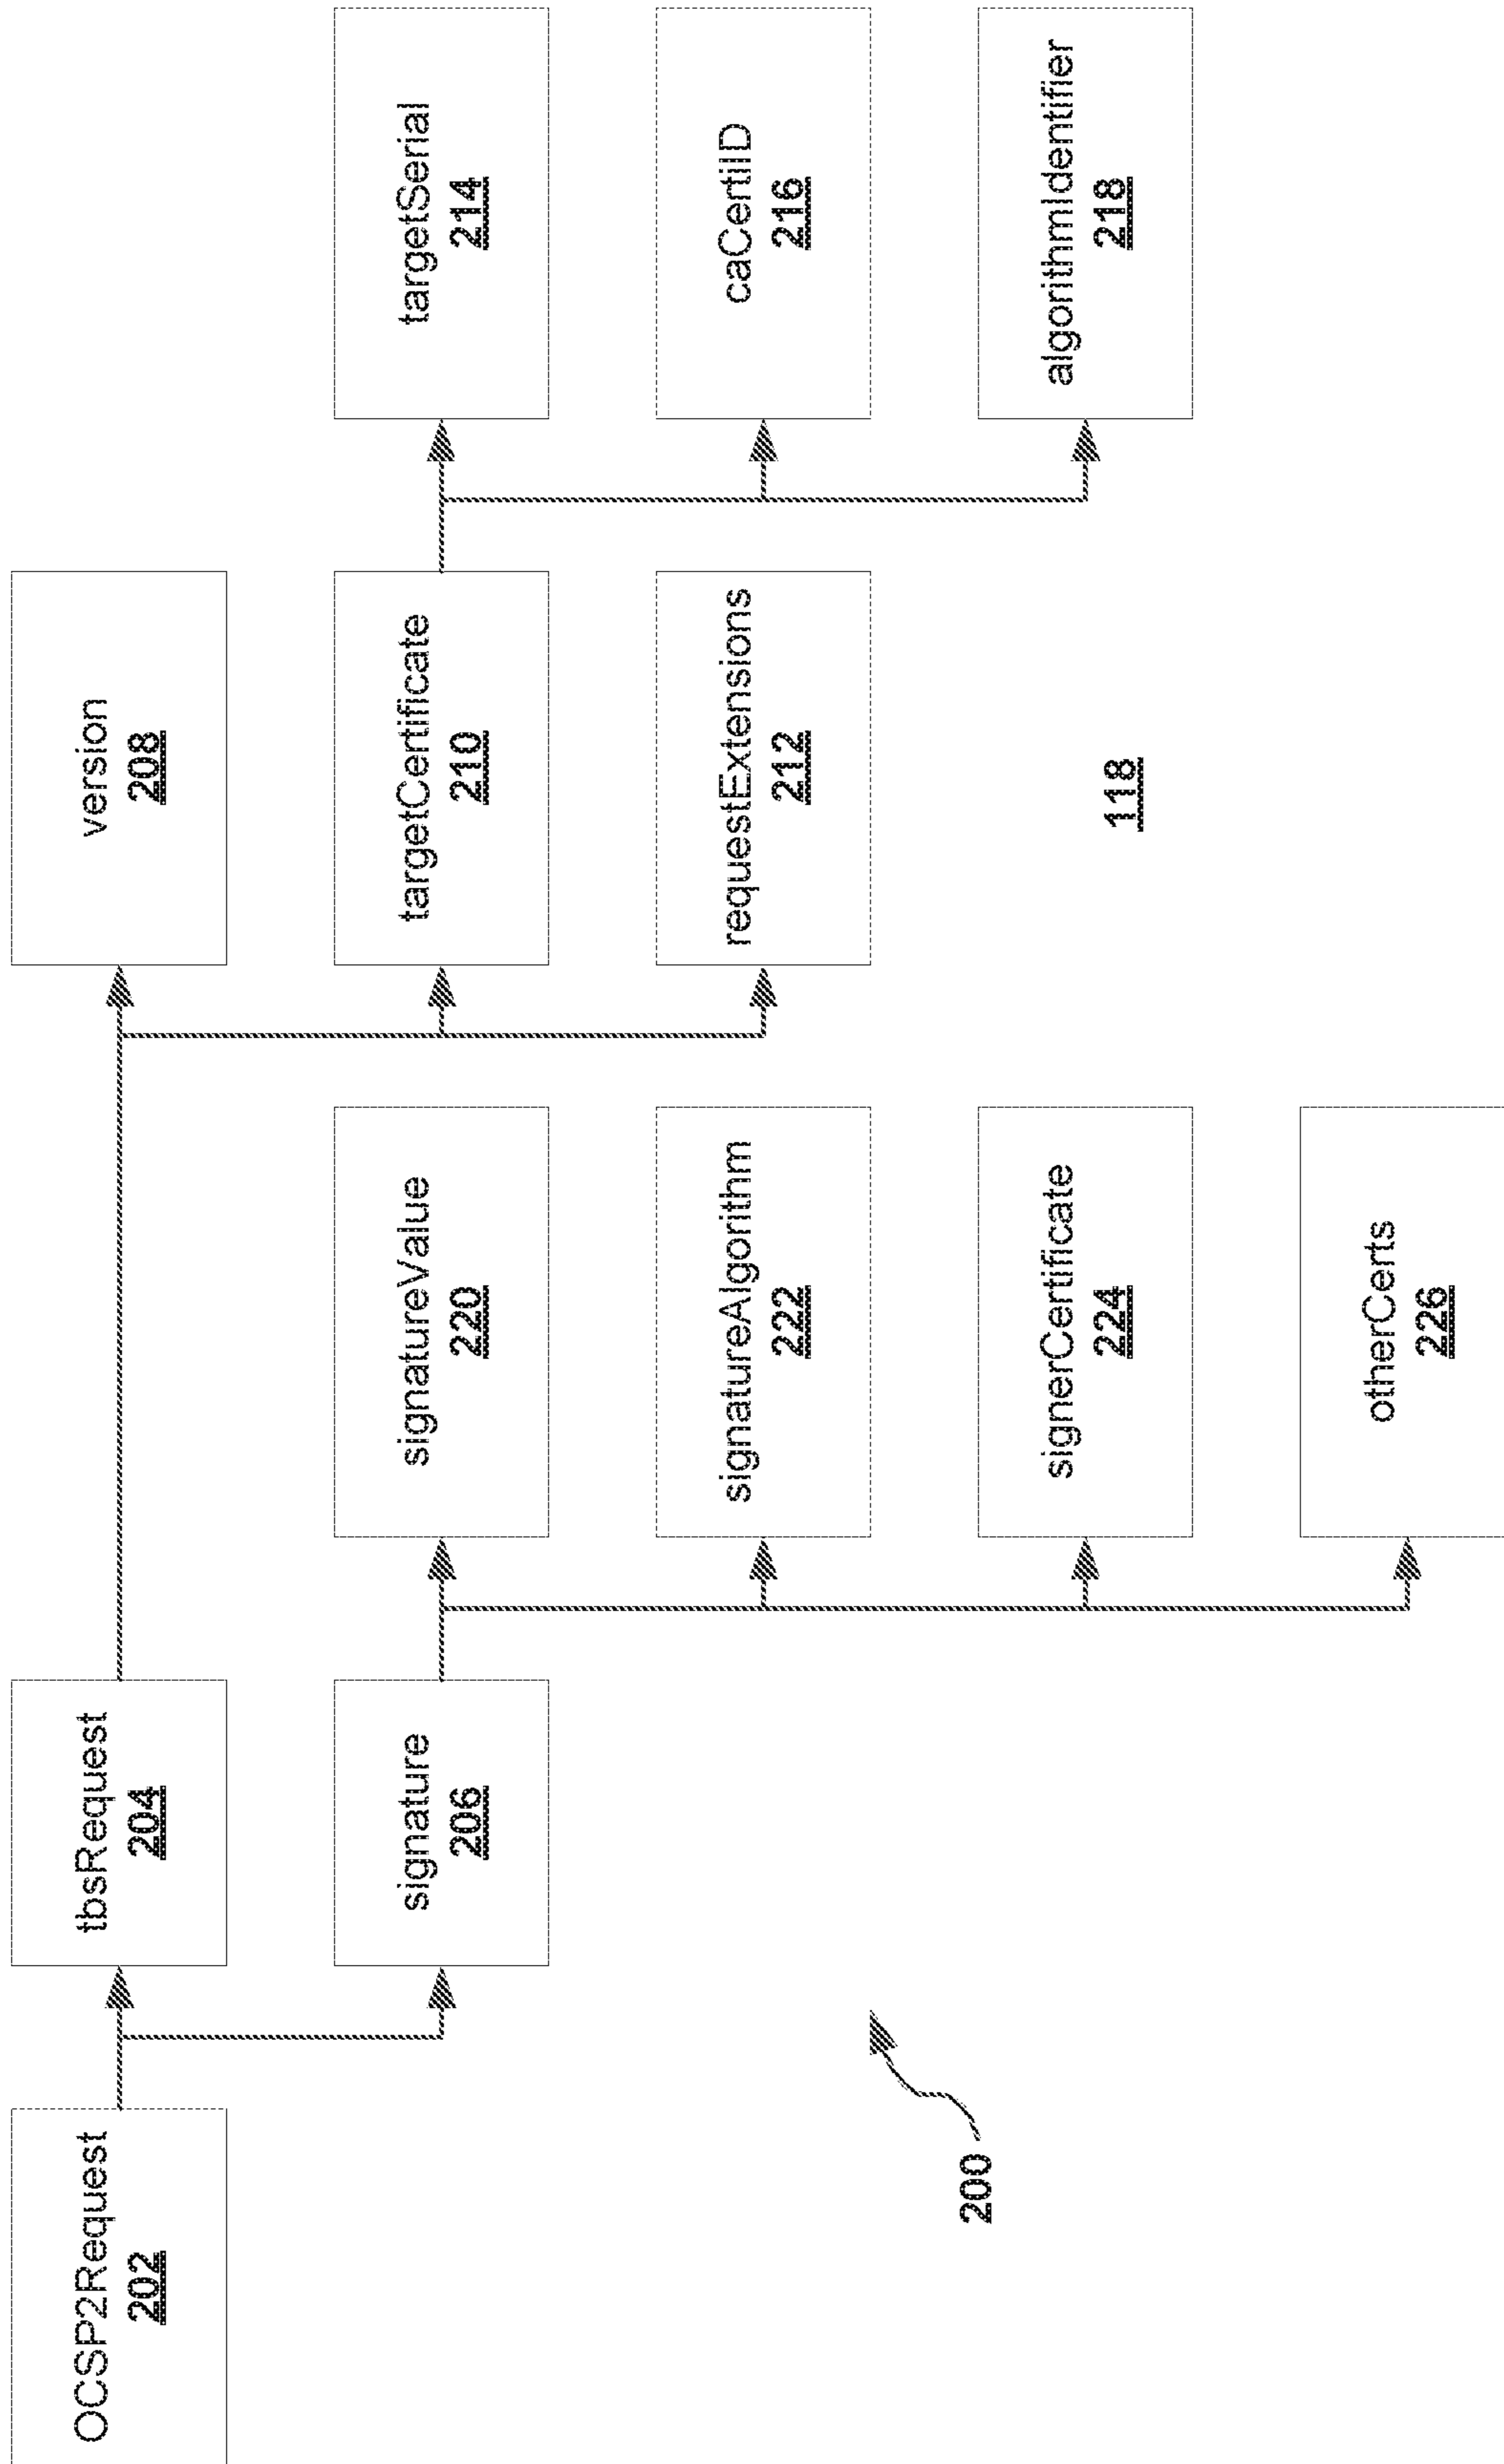 OCSP2Request
202
tbsRequest
204
signature
206
version
208
targetCertificate
210
requestExtensions
212
targetSerial
214
caCertiID
216
algorithmIdentifier
218
signatureValue
220
signatureAlgorithm
222
signerCertificate
224
otherCerts
226
118
200